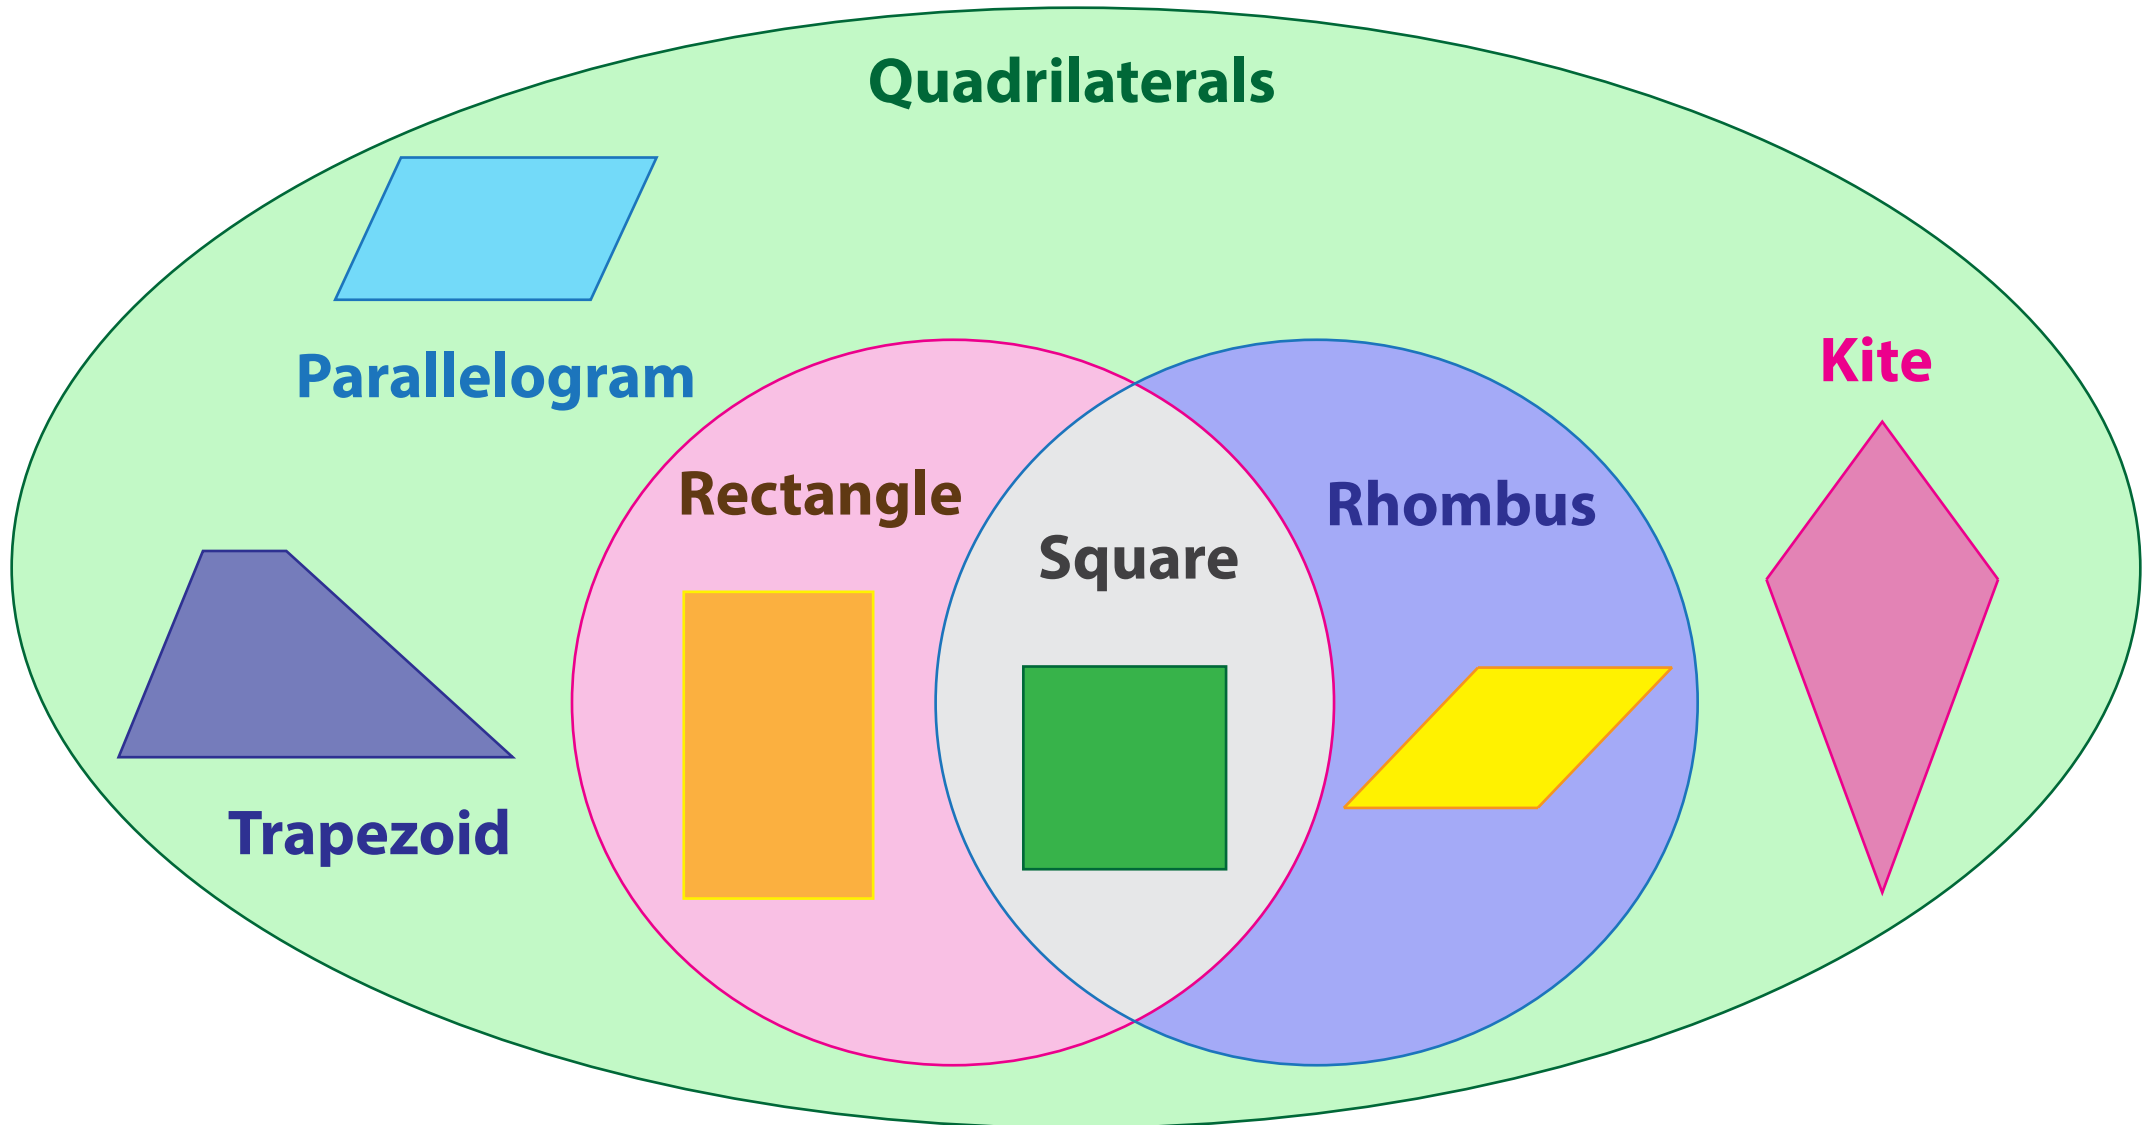 Quadrilaterals
Parallelogram
Kite
Rectangle
Rhombus
Square
Trapezoid